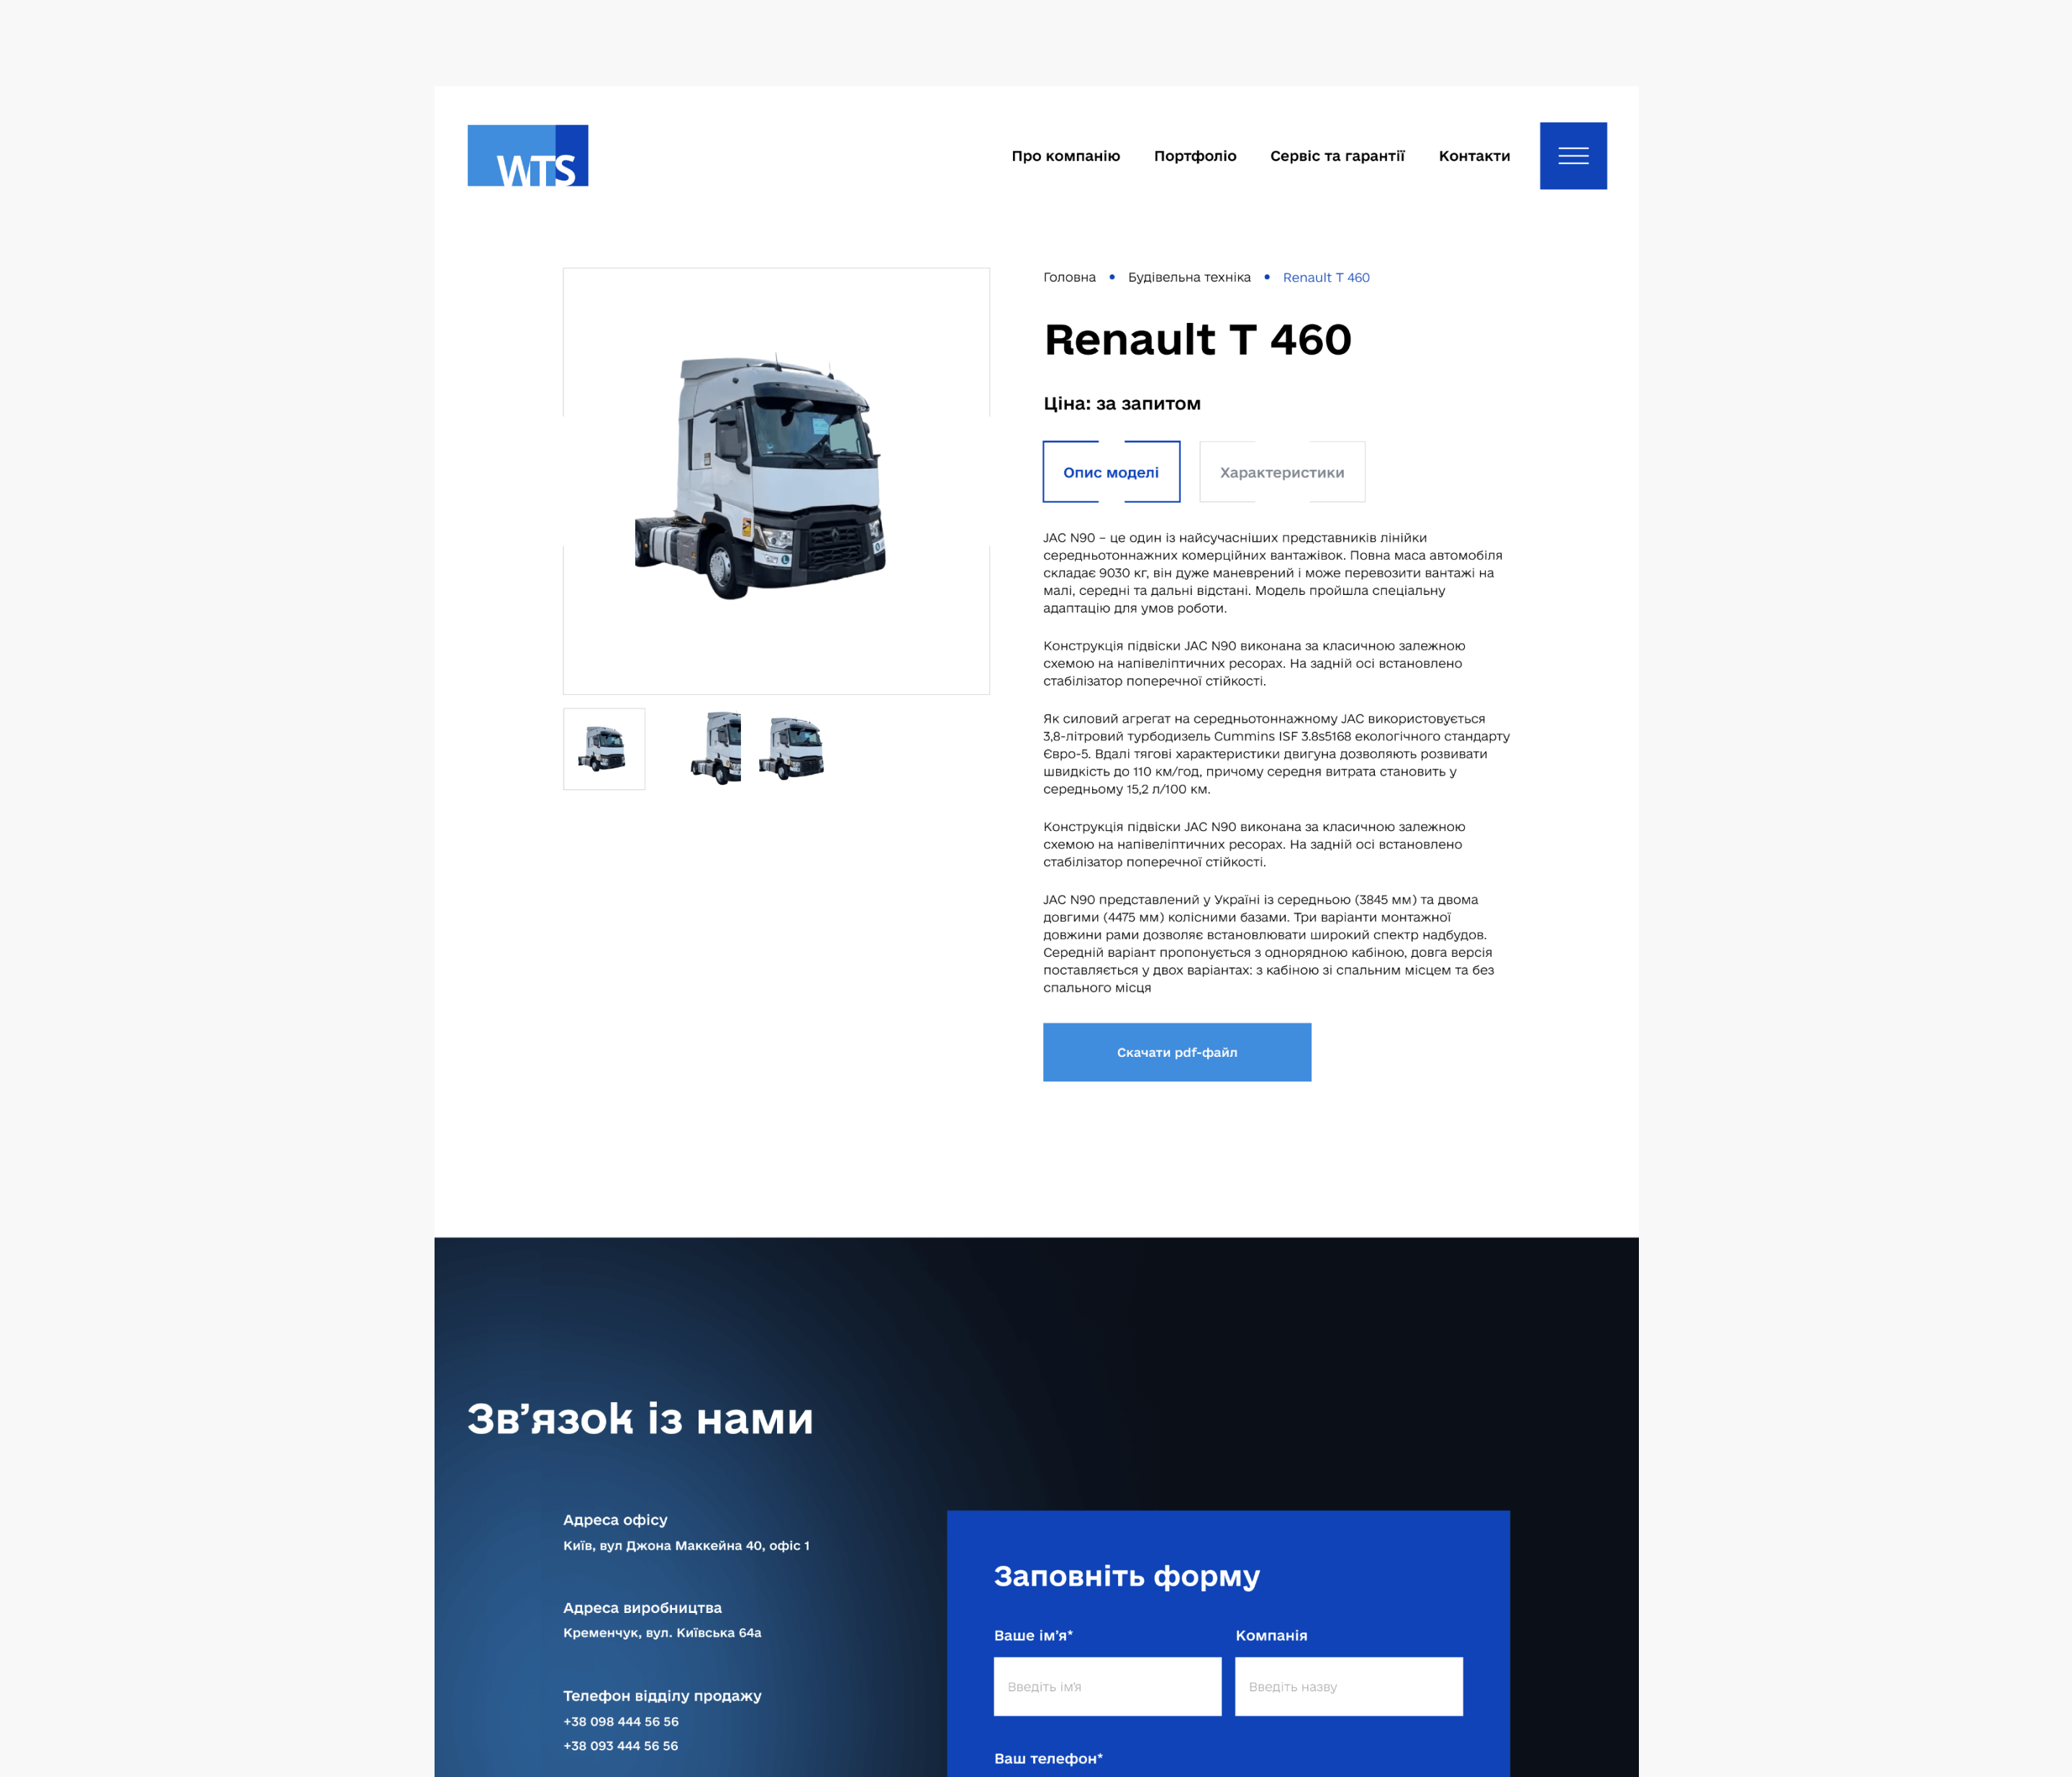 WTS
Про компанію
Портфоліо
Сервіс та гарантії
Контакти
Головна • Будівельна техніка • Renault T 460
Renault T 460
Ціна: за запитом
Опис моделі
Характеристики
JAC N90 – це один із найсучасніших представників лінійки
середньотоннажних комерційних вантажівок. Повна маса автомобіля
складає 9030 кг, він дуже маневрений і може перевозити вантажі на
малі, середні та дальні відстані. Модель пройшла спеціальну
адаптацію для умов роботи.
Конструкція підвіски JAC N90 виконана за класичною залежною
схемою на напівеліптичних ресорах. На задній осі встановлено
стабілізатор поперечної стійкості.
Як силовий агрегат на середньотоннажному JAC використовується
3,8-літровий турбодизель Cummins ISF 3.8s5168 екологічного стандарту
Євро-5. Вдалі тягові характеристики двигуна дозволяють розвивати
швидкість до 110 км/год, причому середня витрата становить у
середньому 15,2 л/100 км.
Конструкція підвіски JAC N90 виконана за класичною залежною
схемою на напівеліптичних ресорах. На задній осі встановлено
стабілізатор поперечної стійкості.
JAC N90 представлений у Україні із середньою (3845 мм) та двома
довгими (4475 мм) колісними базами. Три варіанти монтажної
довжини рами дозволяє встановлювати широкий спектр надбудов.
Середній варіант пропонується з однорядною кабіною, довга версія
поставляється у двох варіантах: з кабіною зі спальним місцем та без
спального місця
Скачати pdf-файл
Зв’язок із нами
Адреса офісу
Київ, вул Джона Маккейна 40, офіс 1
Адреса виробництва
Кременчук, вул. Київська 64а
Телефон відділу продажу
+38 098 444 56 56
+38 093 444 56 56
Заповніть форму
Ваше ім’я*
Компанія
Введіть ім'я
Введіть назву
Ваш телефон*